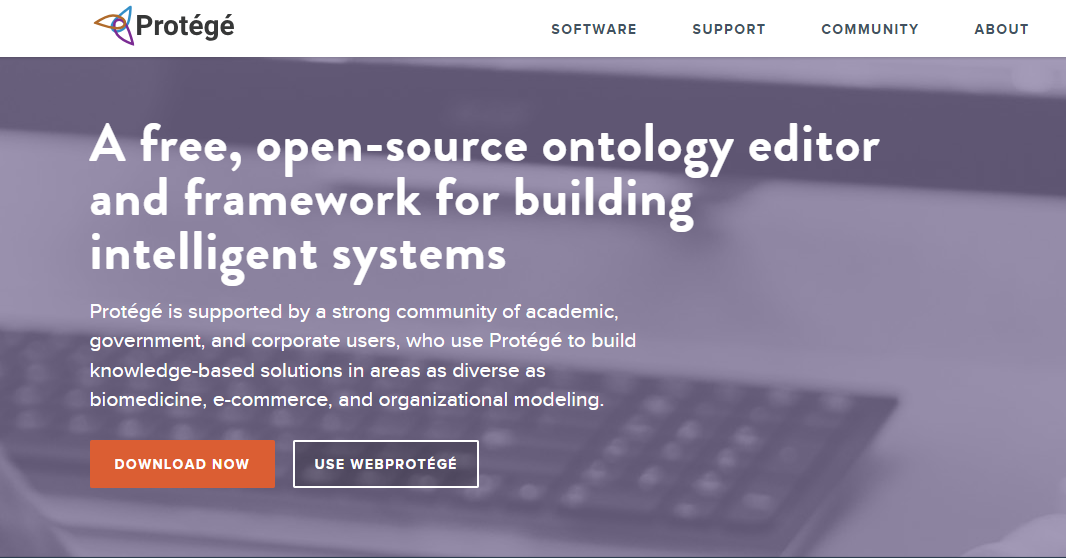 Protégé
SOFTWARE
SUPPORT
COMMUNITY
ABOUT
A free, open-source ontology editor
and framework for building
intelligent systems
Protégé is supported by a strong community of academic,
government, and corporate users, who use Protégé to build
knowledge-based solutions in areas as diverse as
biomedicine, e-commerce, and organizational modeling.
DOWNLOAD NOW
USE WEBPROTÉGÉ